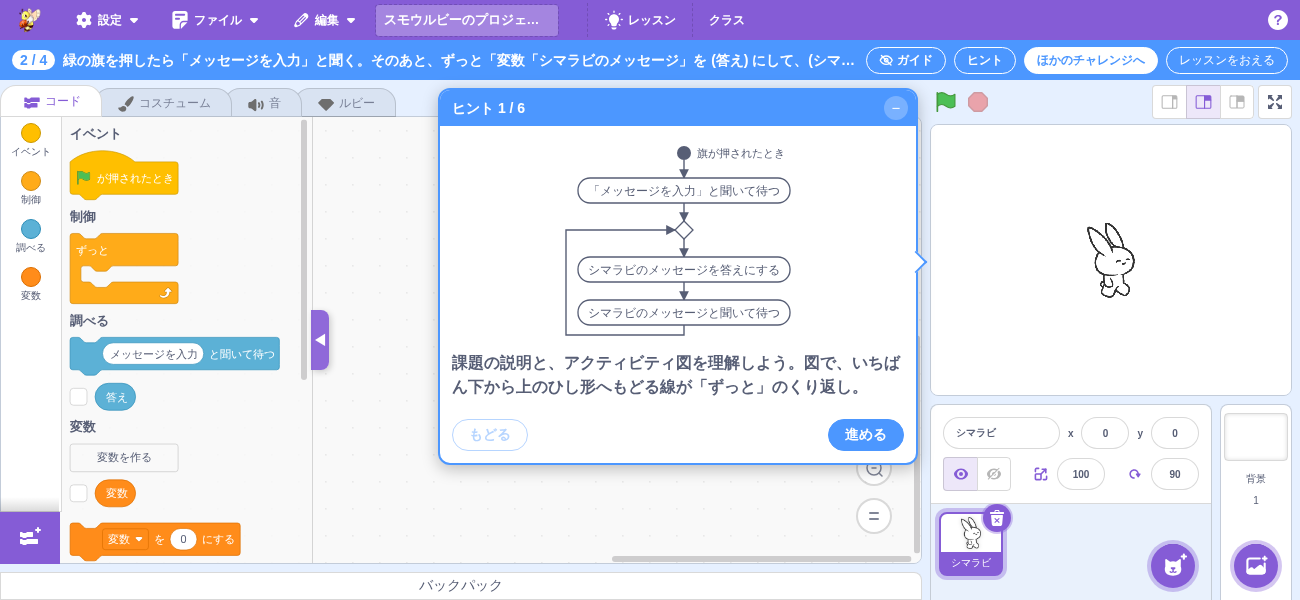 設定
ファイル
編集
スモウルビーのプロジェ…
レッスン
クラス
?
2 / 4
緑の旗を押したら「メッセージを入力」と聞く。そのあと、ずっと「変数「シマラビのメッセージ」を (答え) にして、(シマ…
ガイド
ヒント
ほかのチャレンジへ
レッスンをおえる
コード
コスチューム
音
ルビー
イベント
制御
調べる
変数
イベント
が押されたとき
制御
ずっと
調べる
メッセージを入力 と聞いて待つ
答え
変数
変数を作る
変数
変数 を 0 にする
ヒント 1 / 6
旗が押されたとき
「メッセージを入力」と聞いて待つ
シマラビのメッセージを答えにする
シマラビのメッセージと聞いて待つ
課題の説明と、アクティビティ図を理解しよう。図で、いちば
ん下から上のひし形へもどる線が「ずっと」のくり返し。
もどる
進める
シマラビ
x 0
y 0
100
90
シマラビ
背景
1
バックパック